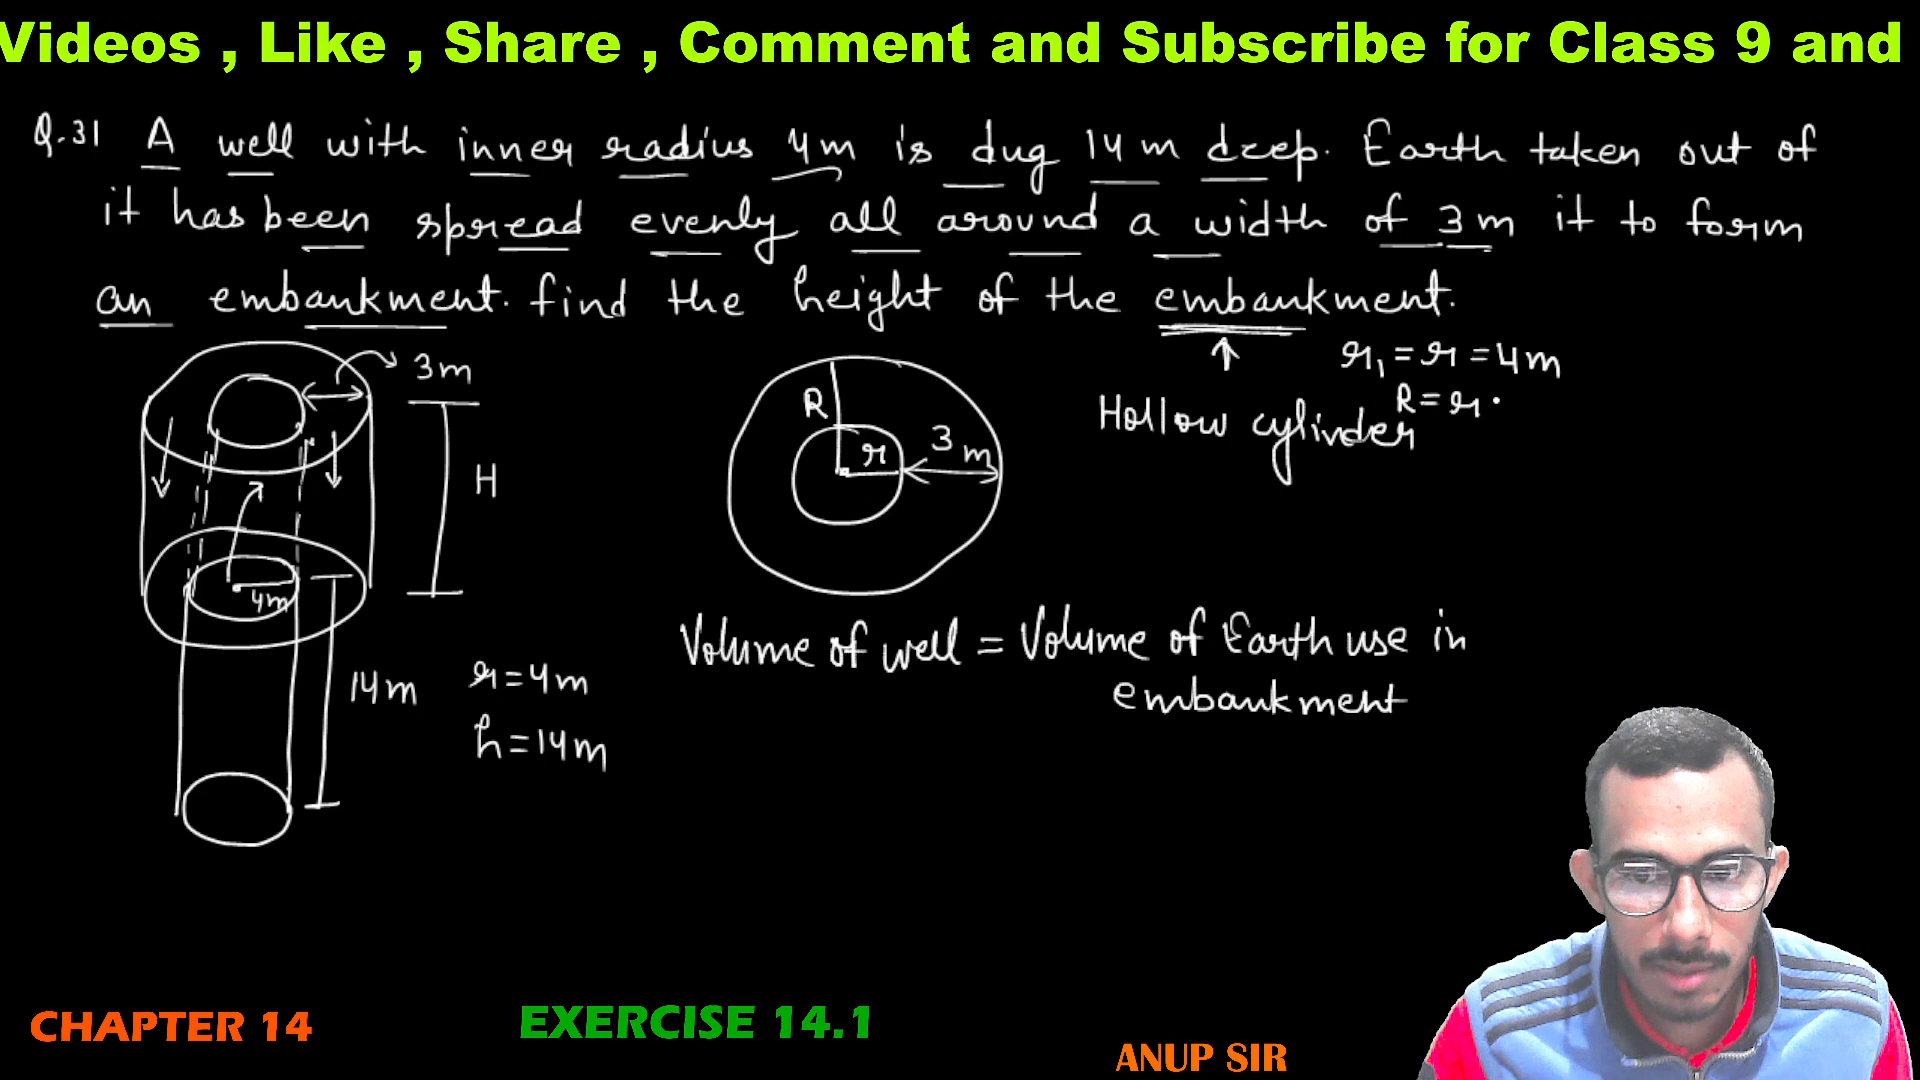 Videos , Like , Share , Comment and Subscribe for Class 9 and
Q.31 A well with inner radius 4m is dug 14 m deep. Earth taken out of
it has been spread evenly all around a width of 3 m it to form
an embankment. find the height of the embankment.
3m
H
4m
14m
r=4m
h=14m
R
r
3 m
r₁ = r = 4m
R = r ·
Hollow cylinder
Volume of well = Volume of Earth use in
embankment
CHAPTER 14
EXERCISE 14.1
ANUP SIR